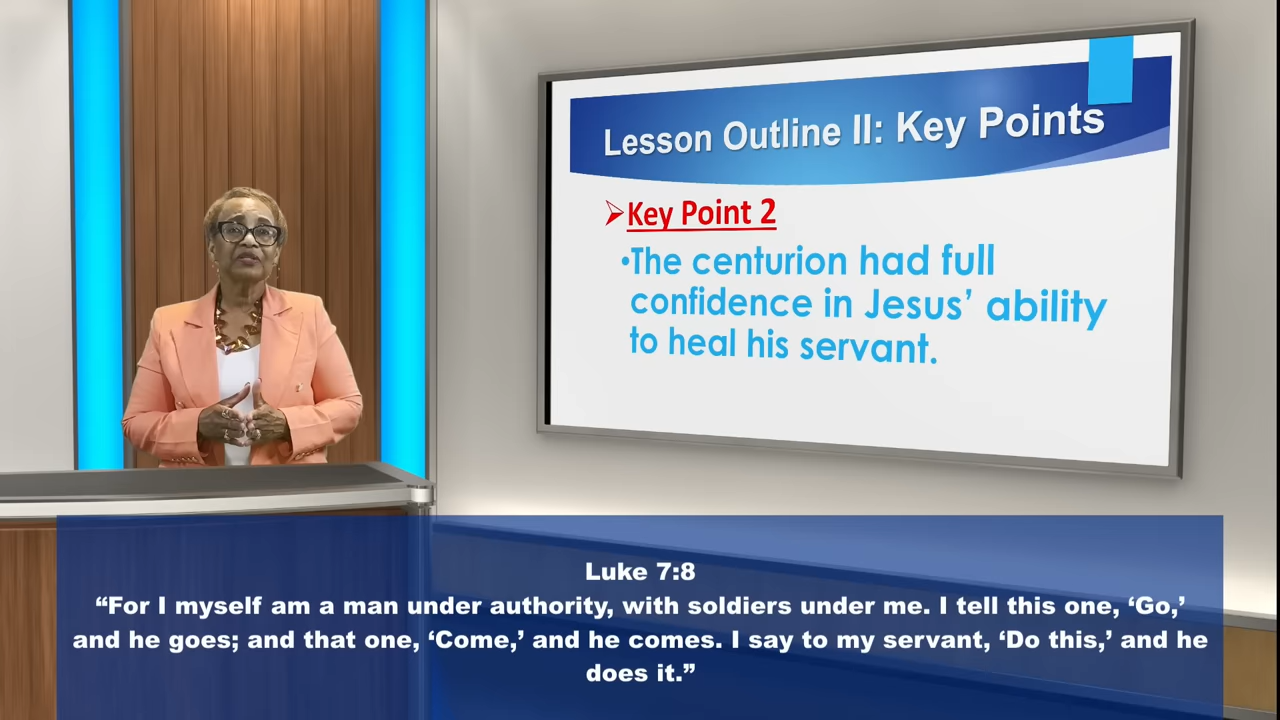 Lesson Outline II: Key Points
➢Key Point 2
•The centurion had full
confidence in Jesus’ ability
to heal his servant.
Luke 7:8
“For I myself am a man under authority, with soldiers under me. I tell this one, ‘Go,’
and he goes; and that one, ‘Come,’ and he comes. I say to my servant, ‘Do this,’ and he
does it.”